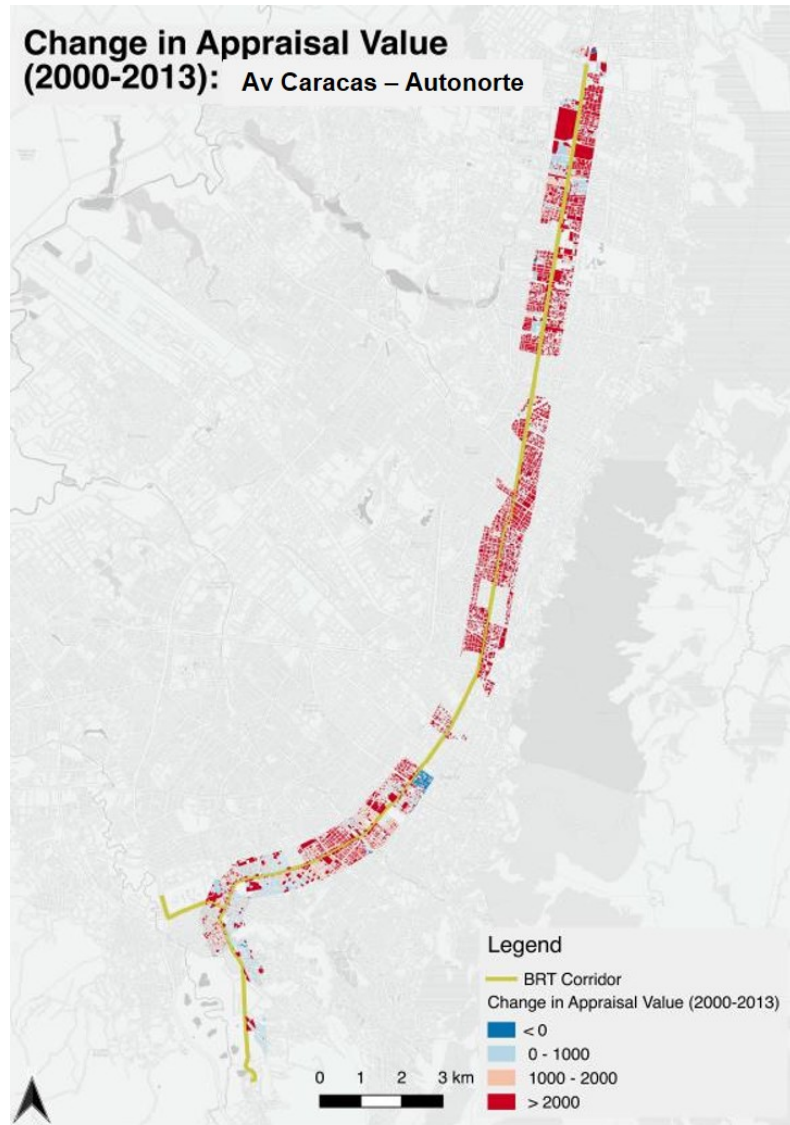 Change in Appraisal Value
(2000-2013): Av Caracas – Autonorte
Legend
BRT Corridor
Change in Appraisal Value (2000-2013)
< 0
0 - 1000
1000 - 2000
> 2000
0 1 2 3 km